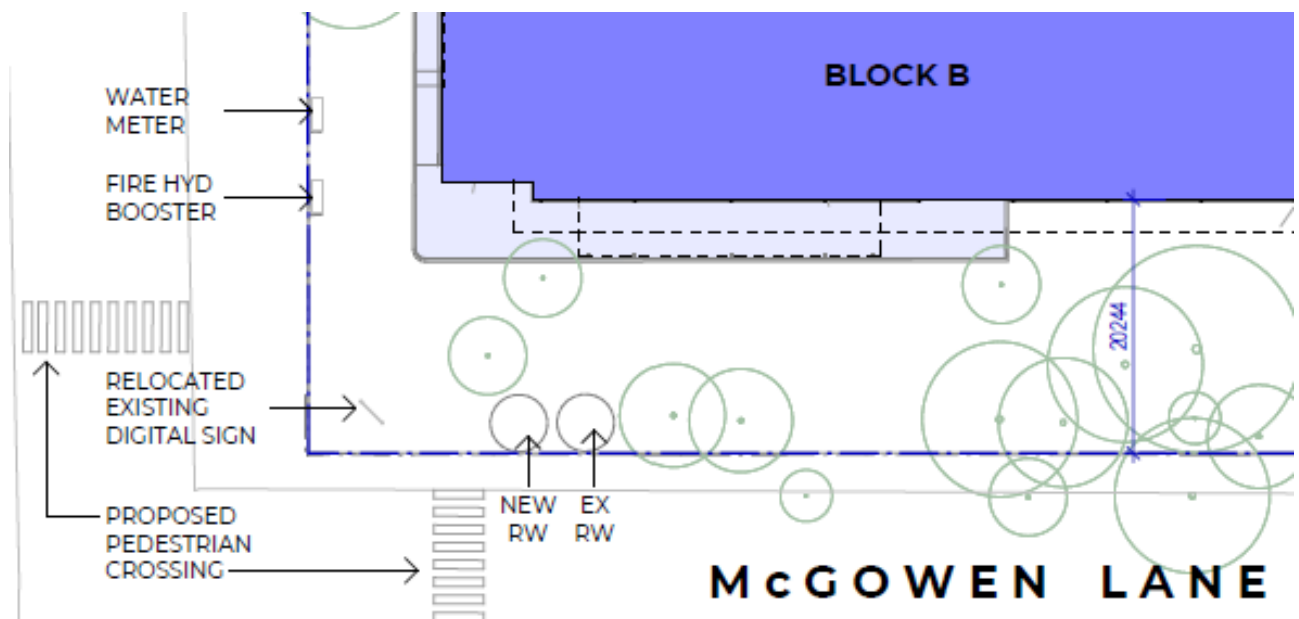 BLOCK B
WATER
METER
FIRE HYD
BOOSTER
20244
RELOCATED
EXISTING
DIGITAL SIGN
NEW
RW
EX
RW
PROPOSED
PEDESTRIAN
CROSSING
McGOWEN LANE